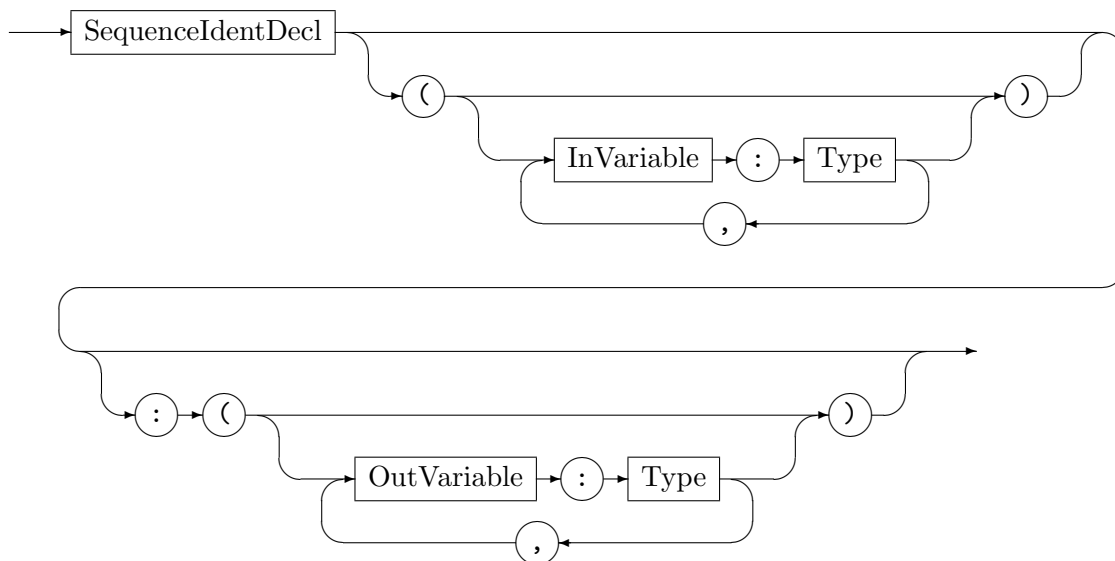 SequenceIdentDecl
( )
InVariable : Type
,
: ( )
OutVariable : Type
,